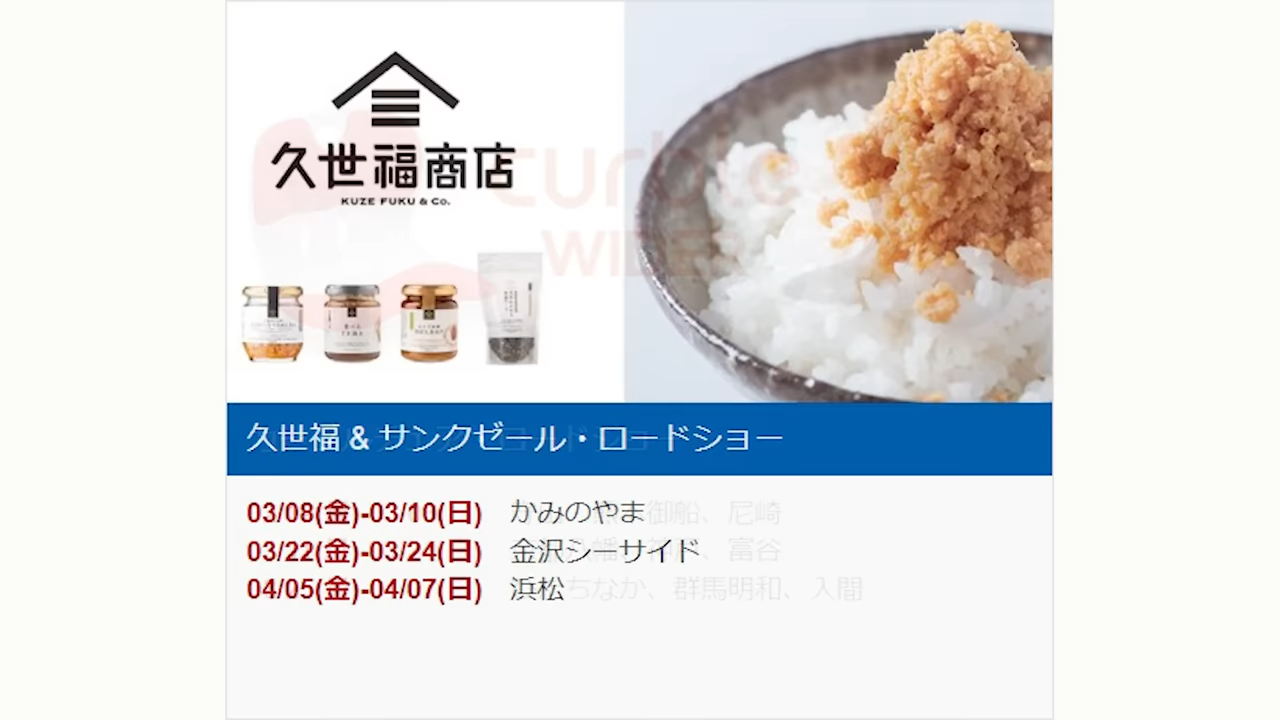 久世福商店
KUZE FUKU & Co.
久世福 & サンクゼール・ロードショー
03/08(金)-03/10(日) かみのやま
03/22(金)-03/24(日) 金沢シーサイド
04/05(金)-04/07(日) 浜松